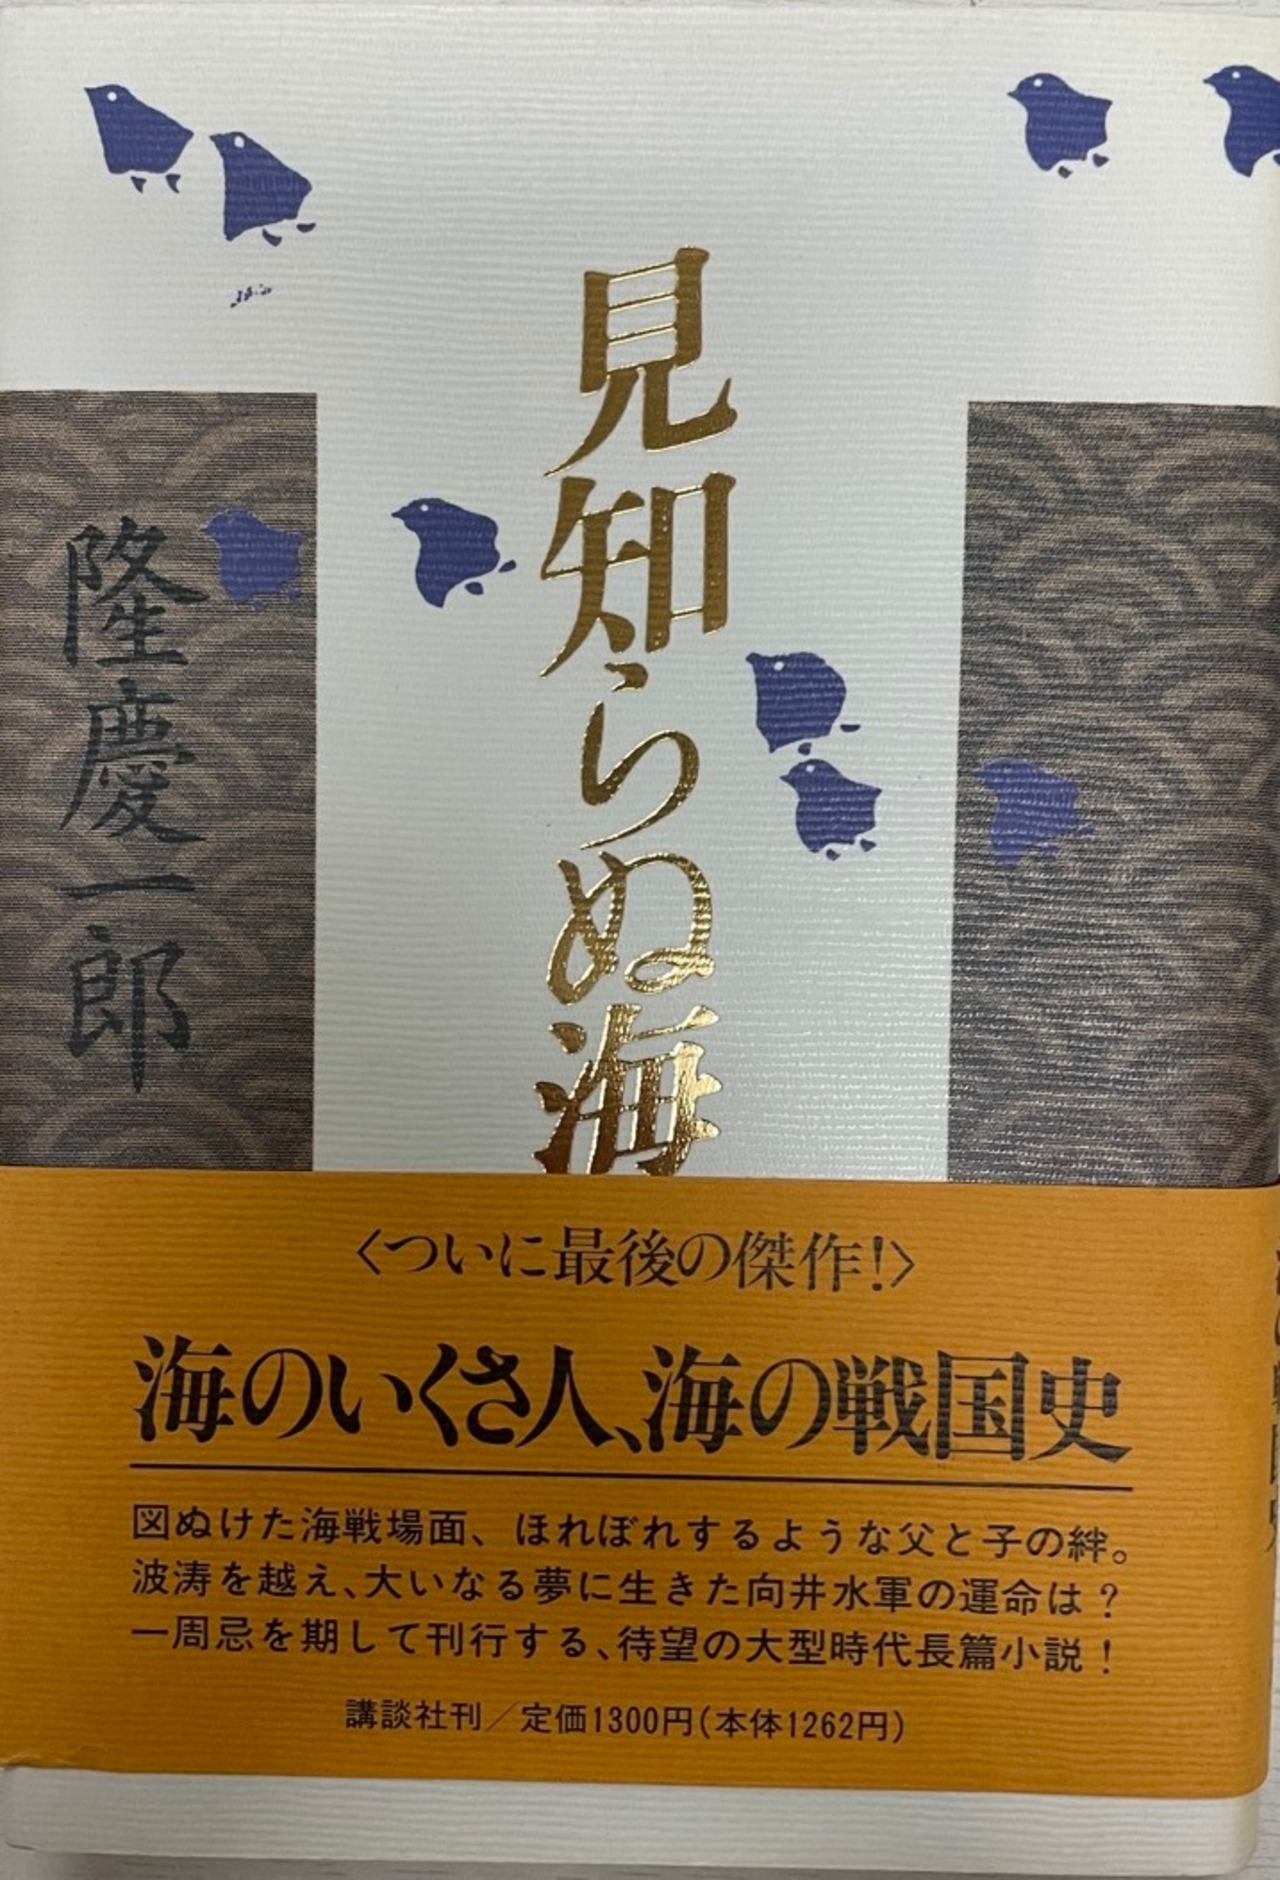 見知らぬ海
隆慶一郎
〈ついに最後の傑作!〉
海のいくさ人、海の戦国史
図ぬけた海戦場面、ほれぼれするような父と子の絆。
波涛を越え、大いなる夢に生きた向井水軍の運命は?
一周忌を期して刊行する、待望の大型時代長篇小説!
講談社刊/定価1300円(本体1262円)